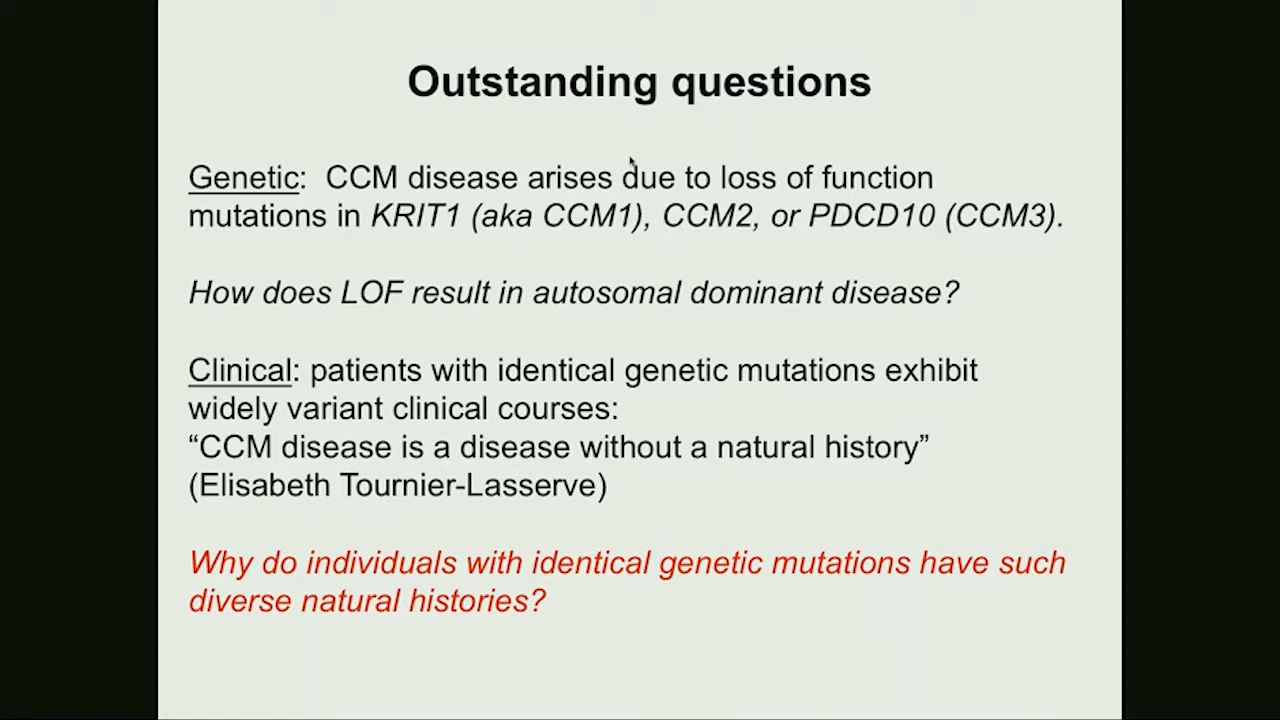 Outstanding questions
Genetic:  CCM disease arises due to loss of function
mutations in KRIT1 (aka CCM1), CCM2, or PDCD10 (CCM3).
How does LOF result in autosomal dominant disease?
Clinical: patients with identical genetic mutations exhibit
widely variant clinical courses:
“CCM disease is a disease without a natural history”
(Elisabeth Tournier-Lasserve)
Why do individuals with identical genetic mutations have such
diverse natural histories?